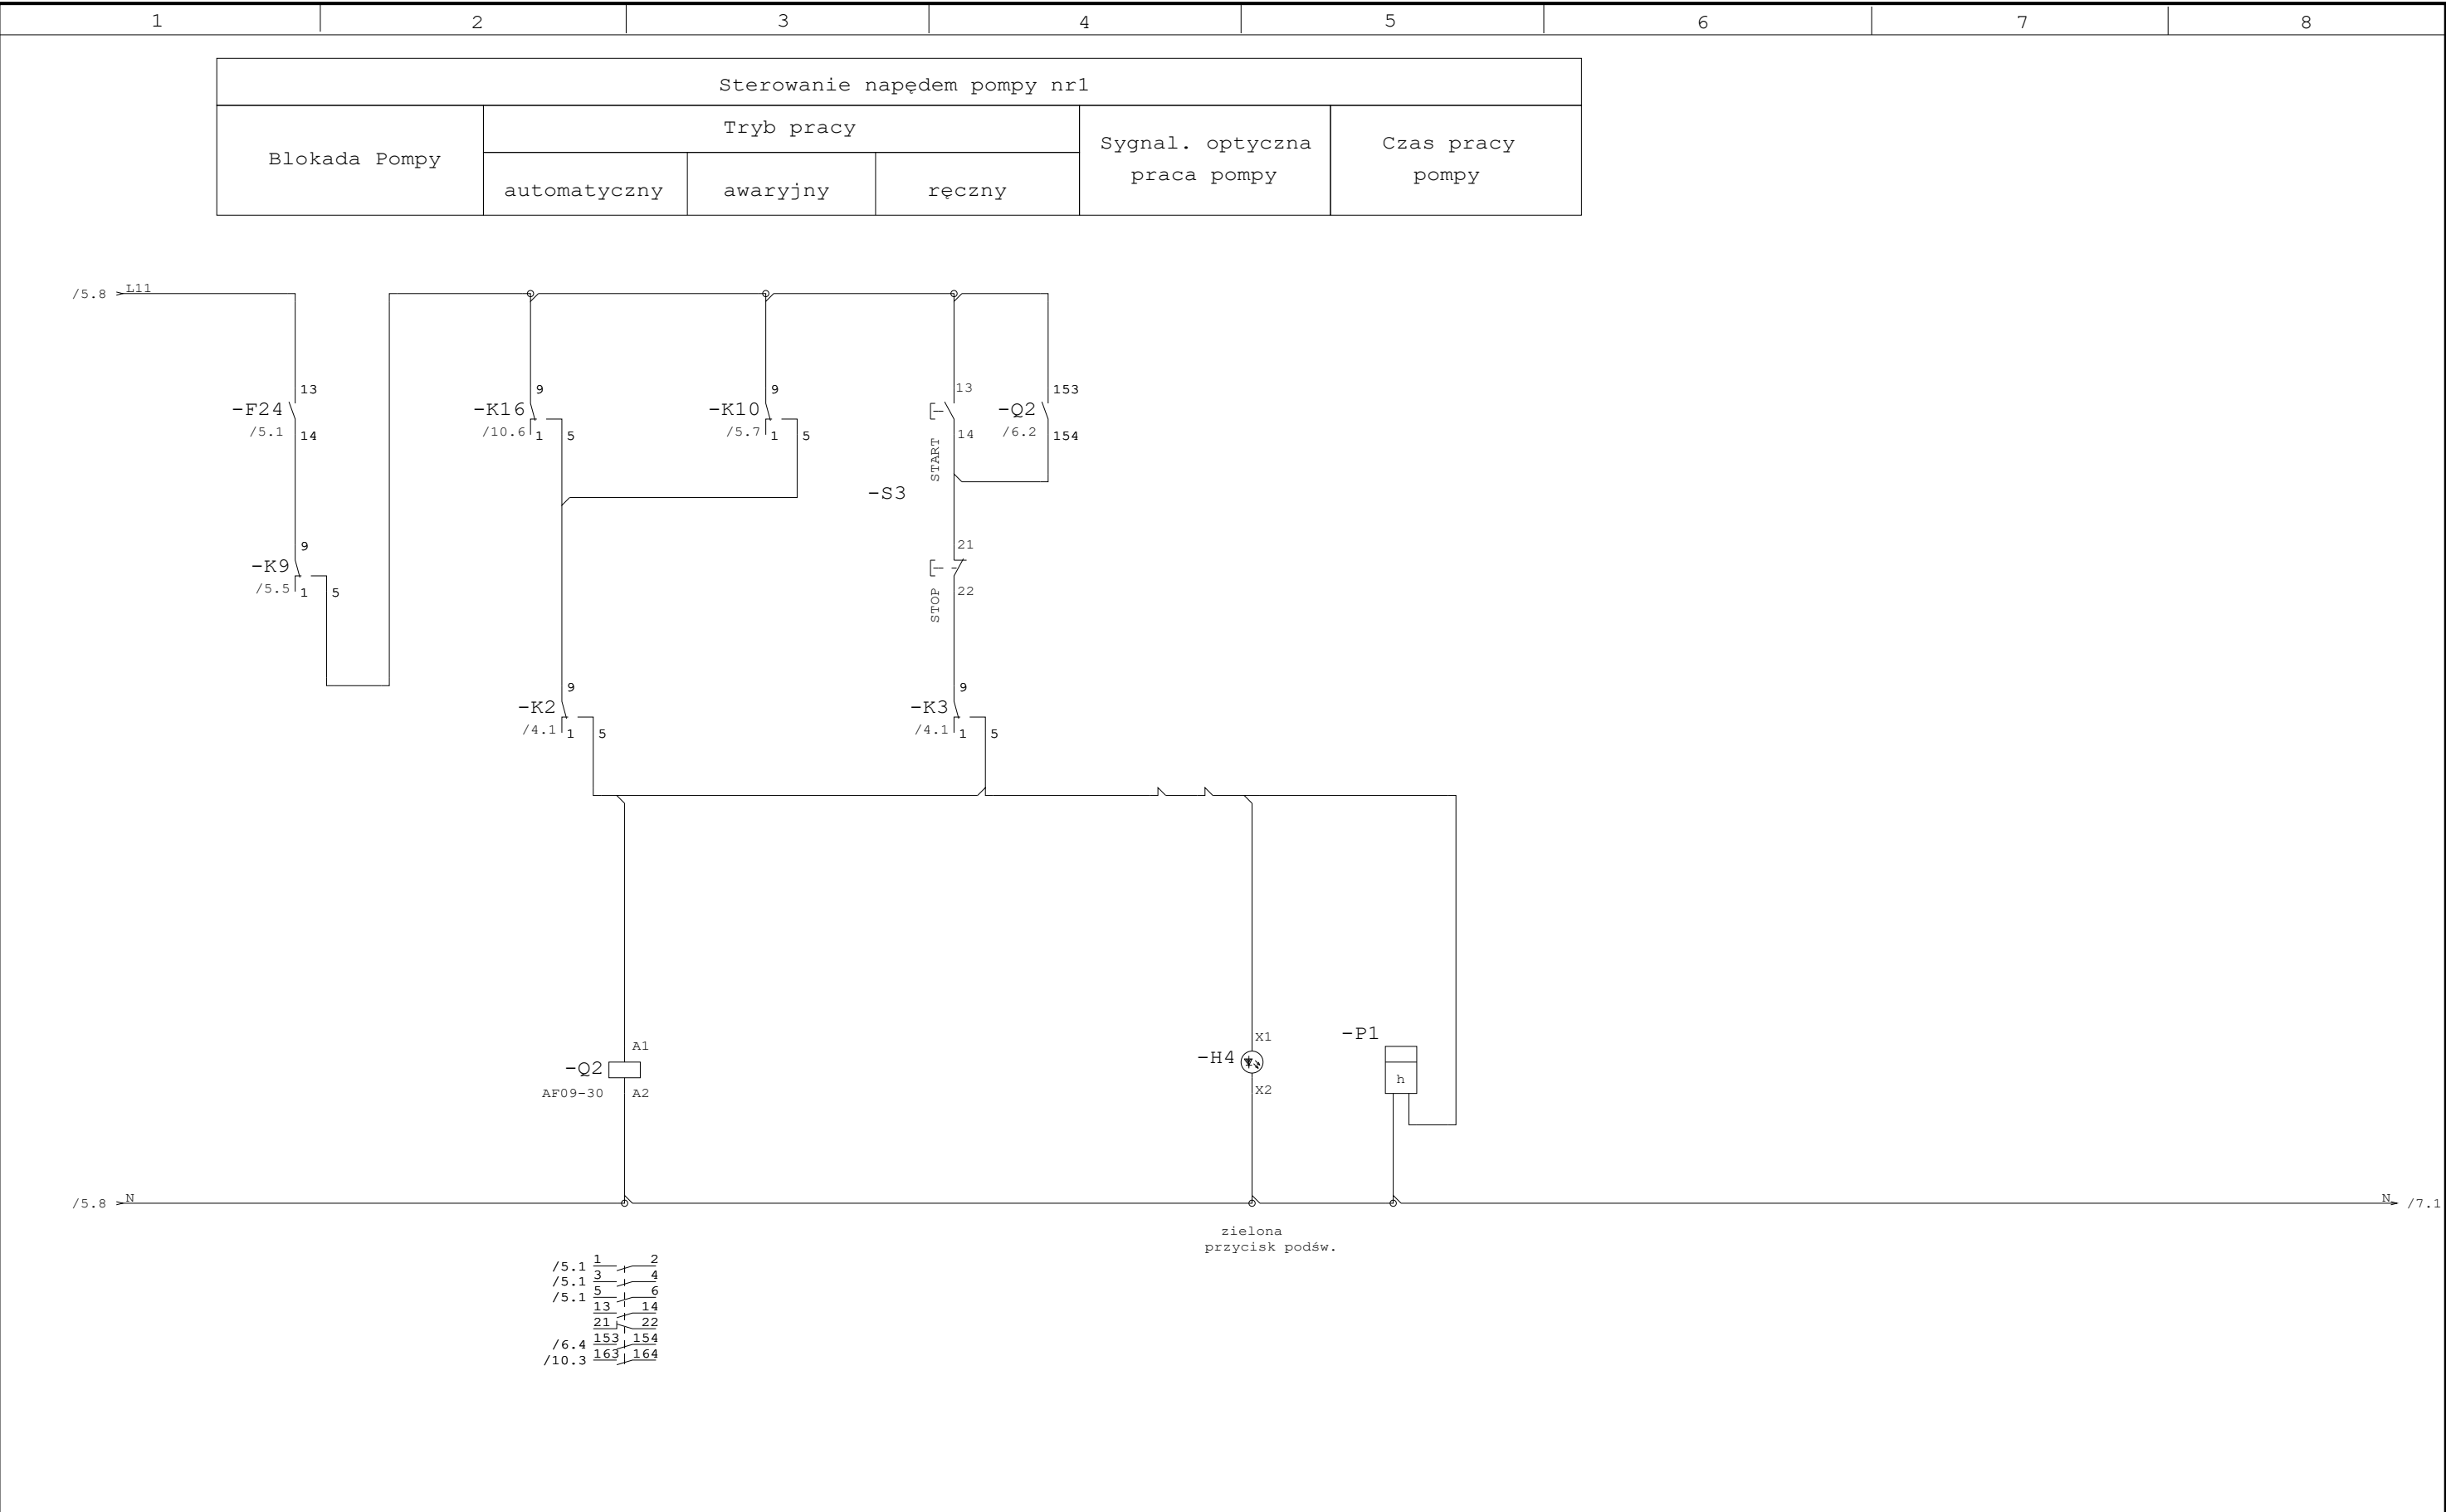 1 2 3 4 5 6 7 8
Sterowanie napędem pompy nr1
Blokada Pompy
Tryb pracy
automatyczny
awaryjny
ręczny
Sygnal. optyczna
praca pompy
Czas pracy
pompy
/5.8 L11
13
-F24
/5.1 14
9
-K9
/5.5 1 5
9
-K16
/10.6 1 5
9
-K10
/5.7 1 5
13
14
START
-S3
21
22
STOP
153
-Q2
/6.2 154
9
-K2
/4.1 1 5
9
-K3
/4.1 1 5
A1
-Q2
AF09-30 A2
X1
-H4
X2
-P1
h
/5.8 N
N /7.1
zielona
przycisk podśw.
/5.1 1 2
/5.1 3 4
/5.1 5 6
13 14
21 22
/6.4 153 154
/10.3 163 164